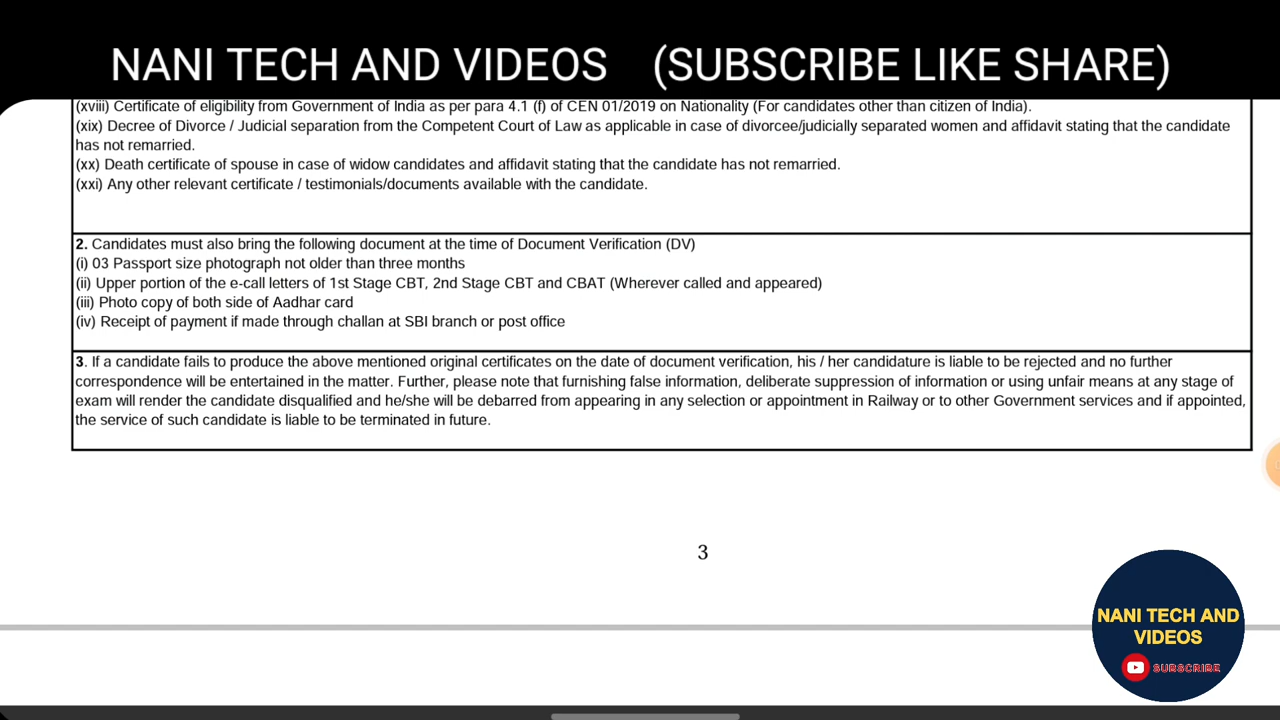 NANI TECH AND VIDEOS (SUBSCRIBE LIKE SHARE)
(xviii) Certificate of eligibility from Government of India as per para 4.1 (f) of CEN 01/2019 on Nationality (For candidates other than citizen of India).
(xix) Decree of Divorce / Judicial separation from the Competent Court of Law as applicable in case of divorcee/judicially separated women and affidavit stating that the candidate
has not remarried.
(xx) Death certificate of spouse in case of widow candidates and affidavit stating that the candidate has not remarried.
(xxi) Any other relevant certificate / testimonials/documents available with the candidate.
2. Candidates must also bring the following document at the time of Document Verification (DV)
(i) 03 Passport size photograph not older than three months
(ii) Upper portion of the e-call letters of 1st Stage CBT, 2nd Stage CBT and CBAT (Wherever called and appeared)
(iii) Photo copy of both side of Aadhar card
(iv) Receipt of payment if made through challan at SBI branch or post office
3. If a candidate fails to produce the above mentioned original certificates on the date of document verification, his / her candidature is liable to be rejected and no further
correspondence will be entertained in the matter. Further, please note that furnishing false information, deliberate suppression of information or using unfair means at any stage of
exam will render the candidate disqualified and he/she will be debarred from appearing in any selection or appointment in Railway or to other Government services and if appointed,
the service of such candidate is liable to be terminated in future.
3
NANI TECH AND
VIDEOS
SUBSCRIBE